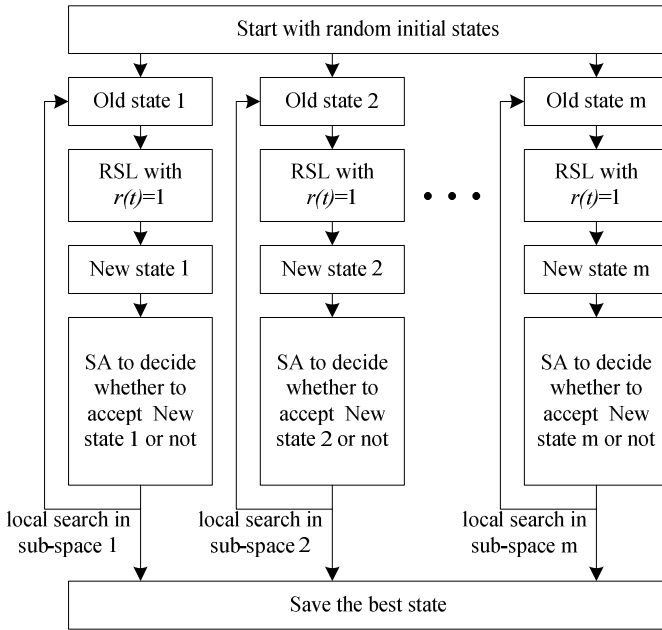 Start with random initial states
Old state 1
Old state 2
Old state m
RSL with
r(t)=1
RSL with
r(t)=1
• • •
RSL with
r(t)=1
New state 1
New state 2
New state m
SA to decide
whether to
accept New
state 1 or not
SA to decide
whether to
accept New
state 2 or not
SA to decide
whether to
accept New
state m or not
local search in
sub-space 1
local search in
sub-space 2
local search in
sub-space m
Save the best state